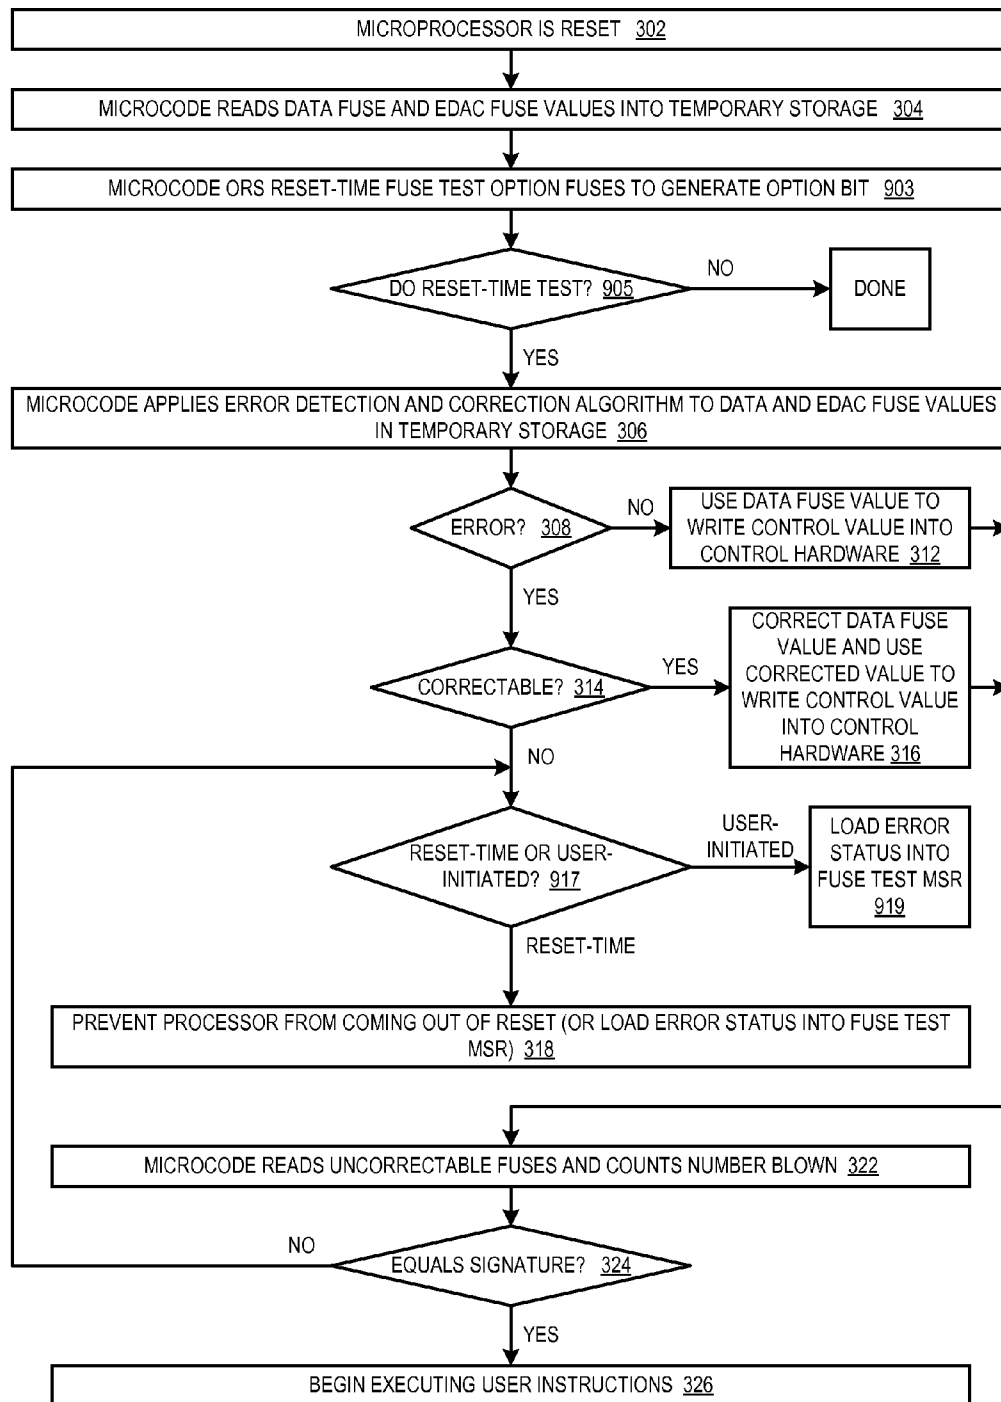 MICROPROCESSOR IS RESET 302
MICROCODE READS DATA FUSE AND EDAC FUSE VALUES INTO TEMPORARY STORAGE 304
MICROCODE ORS RESET-TIME FUSE TEST OPTION FUSES TO GENERATE OPTION BIT 903
DO RESET-TIME TEST? 905
NO
DONE
YES
MICROCODE APPLIES ERROR DETECTION AND CORRECTION ALGORITHM TO DATA AND EDAC FUSE VALUES
IN TEMPORARY STORAGE 306
ERROR? 308
NO
USE DATA FUSE VALUE TO
WRITE CONTROL VALUE INTO
CONTROL HARDWARE 312
YES
CORRECTABLE? 314
YES
CORRECT DATA FUSE
VALUE AND USE
CORRECTED VALUE TO
WRITE CONTROL VALUE
INTO CONTROL
HARDWARE 316
NO
RESET-TIME OR USER-
INITIATED? 917
USER-
INITIATED
LOAD ERROR
STATUS INTO
FUSE TEST MSR
919
RESET-TIME
PREVENT PROCESSOR FROM COMING OUT OF RESET (OR LOAD ERROR STATUS INTO FUSE TEST
MSR) 318
MICROCODE READS UNCORRECTABLE FUSES AND COUNTS NUMBER BLOWN 322
EQUALS SIGNATURE? 324
NO
YES
BEGIN EXECUTING USER INSTRUCTIONS 326